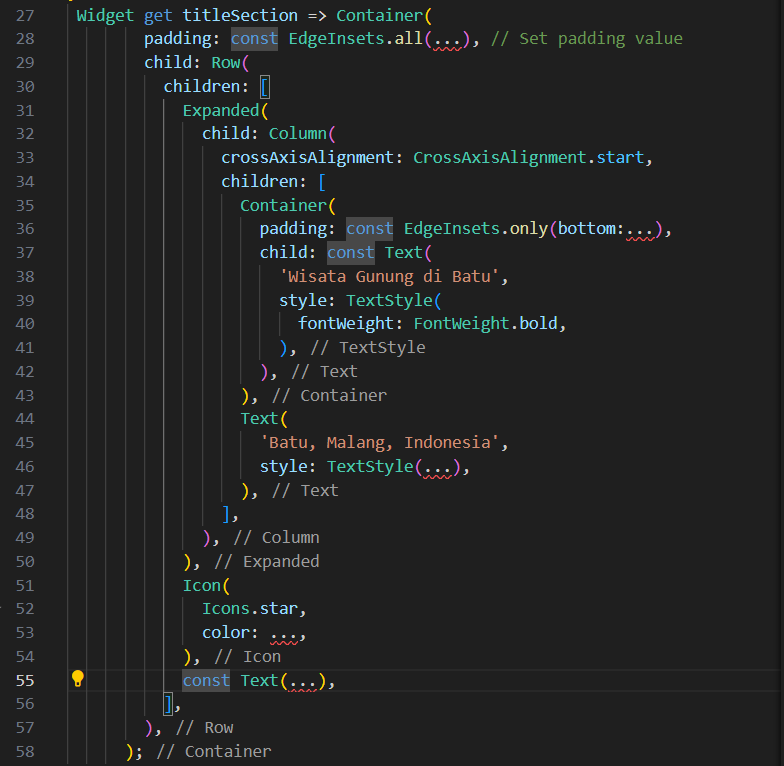 27 Widget get titleSection => Container(
28 padding: const EdgeInsets.all(...), // Set padding value
29 child: Row(
30 children: [
31 Expanded(
32 child: Column(
33 crossAxisAlignment: CrossAxisAlignment.start,
34 children: [
35 Container(
36 padding: const EdgeInsets.only(bottom:...),
37 child: const Text(
38 'Wisata Gunung di Batu',
39 style: TextStyle(
40 fontWeight: FontWeight.bold,
41 ), // TextStyle
42 ), // Text
43 ), // Container
44 Text(
45 'Batu, Malang, Indonesia',
46 style: TextStyle(...),
47 ), // Text
48 ],
49 ), // Column
50 ), // Expanded
51 Icon(
52 Icons.star,
53 color: ...,
54 ), // Icon
55 const Text(...),
56 ],
57 ), // Row
58 ); // Container